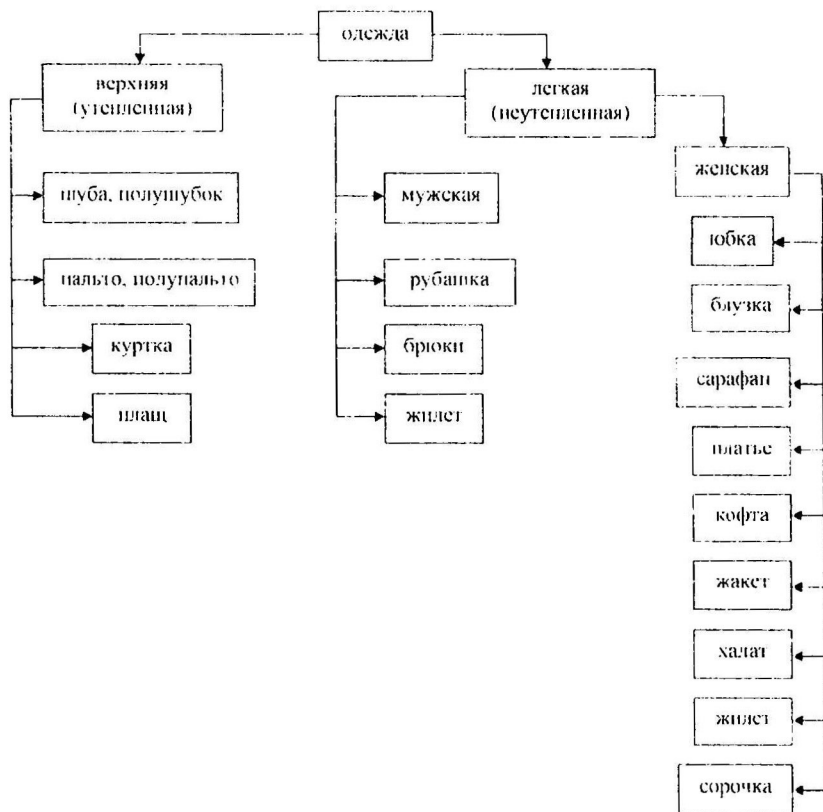 одежда
верхняя
(утепленная)
легкая
(неутепленная)
женская
шуба, полушубок
мужская
юбка
пальто, полупальто
рубашка
блузка
куртка
брюки
сарафан
плащ
жилет
платье
кофта
жакет
халат
жилет
сорочка